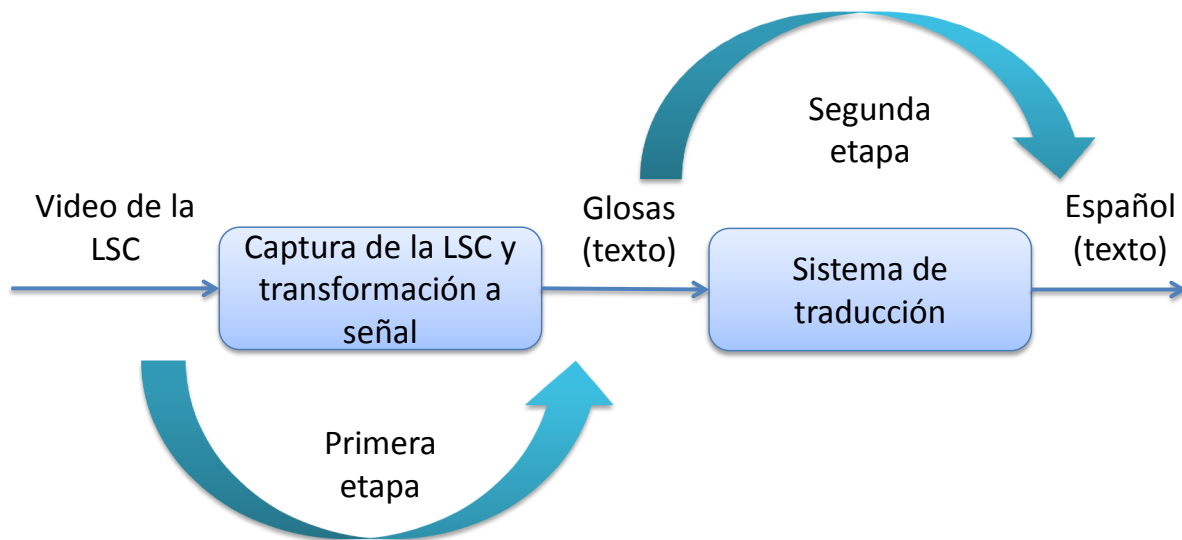 Video de la
LSC
Captura de la LSC y
transformación a
señal
Primera
etapa
Glosas
(texto)
Segunda
etapa
Sistema de
traducción
Español
(texto)